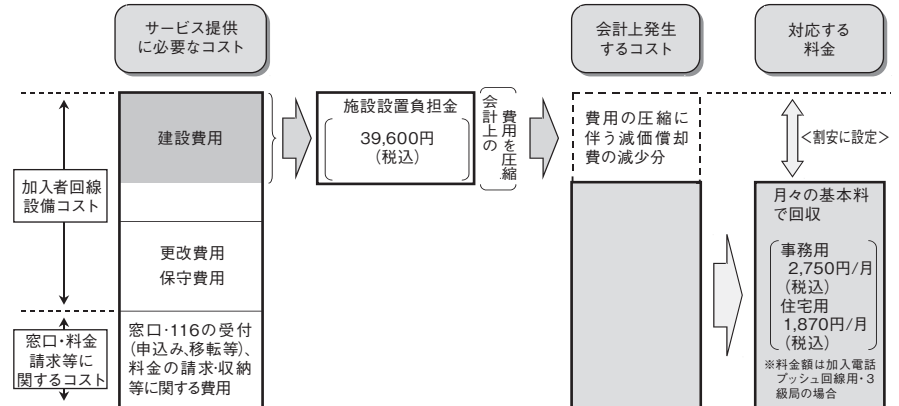 サービス提供
に必要なコスト
会計上発生
するコスト
対応する
料金
加入者回線
設備コスト
窓口・料金
請求等に
関するコスト
建設費用
更改費用
保守費用
窓口・116の受付
(申込み、移転等)、
料金の請求・収納
等に関する費用
施設設置負担金
39,600円
(税込)
会計上の
費用を圧縮
費用の圧縮に
伴う減価償却
費の減少分
<割安に設定>
月々の基本料
で回収
事務用
2,750円/月
(税込)
住宅用
1,870円/月
(税込)
※料金額は加入電話
プッシュ回線用・3
級局の場合